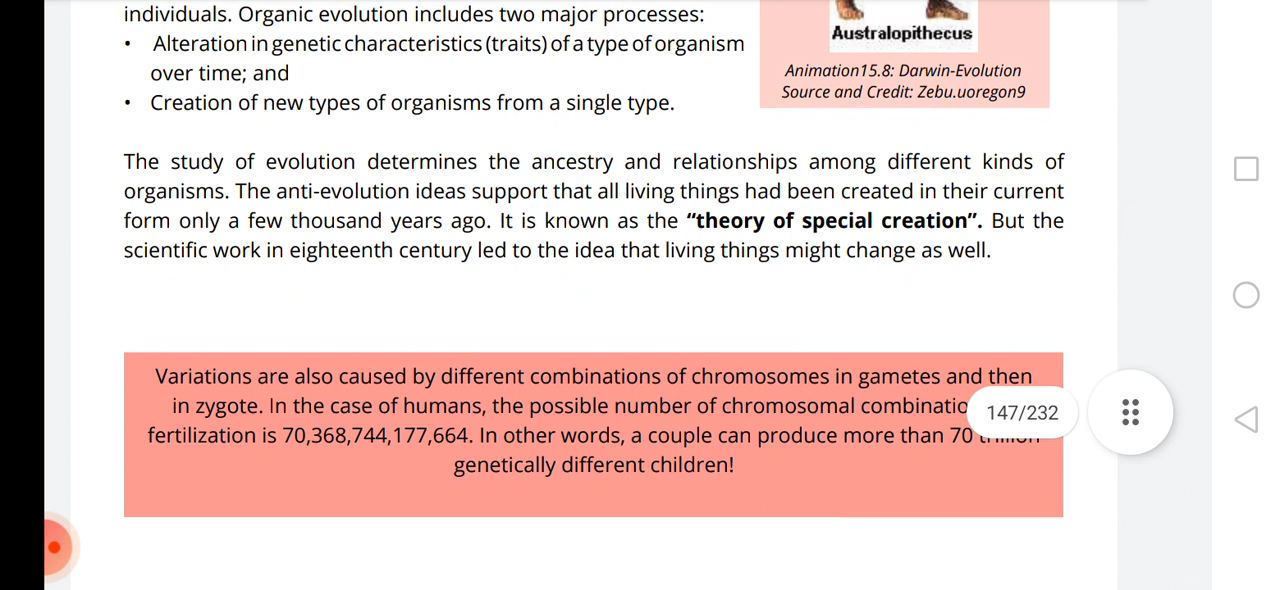 individuals. Organic evolution includes two major processes:
• Alteration in genetic characteristics (traits) of a type of organism
over time; and
• Creation of new types of organisms from a single type.
Australopithecus
Animation15.8: Darwin-Evolution
Source and Credit: Zebu.uoregon9
The study of evolution determines the ancestry and relationships among different kinds of
organisms. The anti-evolution ideas support that all living things had been created in their current
form only a few thousand years ago. It is known as the “theory of special creation”. But the
scientific work in eighteenth century led to the idea that living things might change as well.
Variations are also caused by different combinations of chromosomes in gametes and then
in zygote. In the case of humans, the possible number of chromosomal
fertilization is 70,368,744,177,664. In other words, a couple can produce more than 70
genetically different children!
147/232